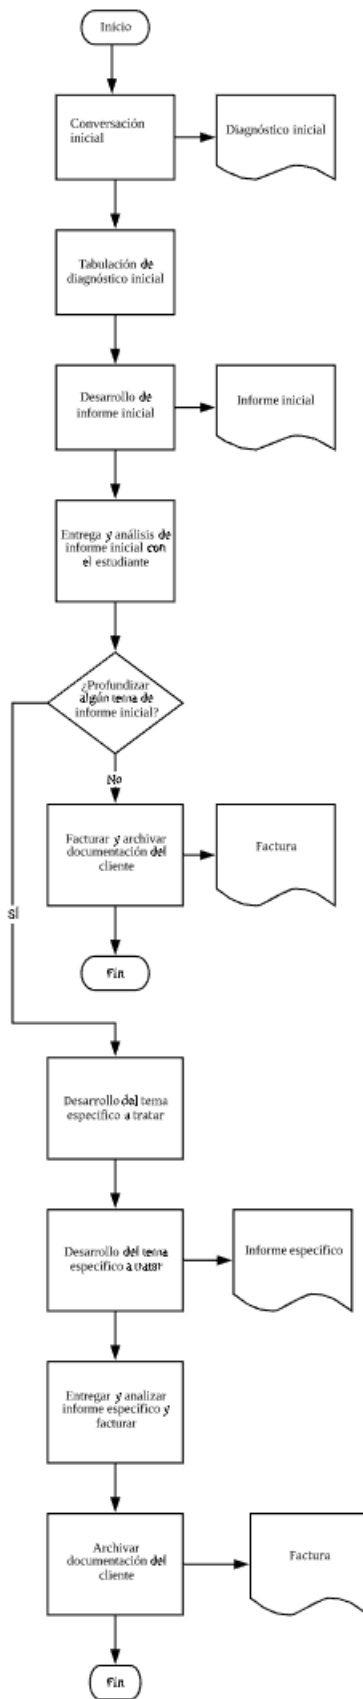 Inicio
Conversación
inicial
Diagnóstico inicial
Tabulación de
diagnóstico inicial
Desarrollo de
informe inicial
Informe inicial
Entrega y análisis de
informe inicial con
el estudiante
¿Profundizar
algún tema de
informe inicial?
No
Facturar y archivar
documentación del
cliente
Factura
SÍ
Fin
Desarrollo del tema
específico a tratar
Desarrollo del tema
específico a tratar
Informe específico
Entregar y analizar
informe específico y
facturar
Archivar
documentación del
cliente
Factura
Fin